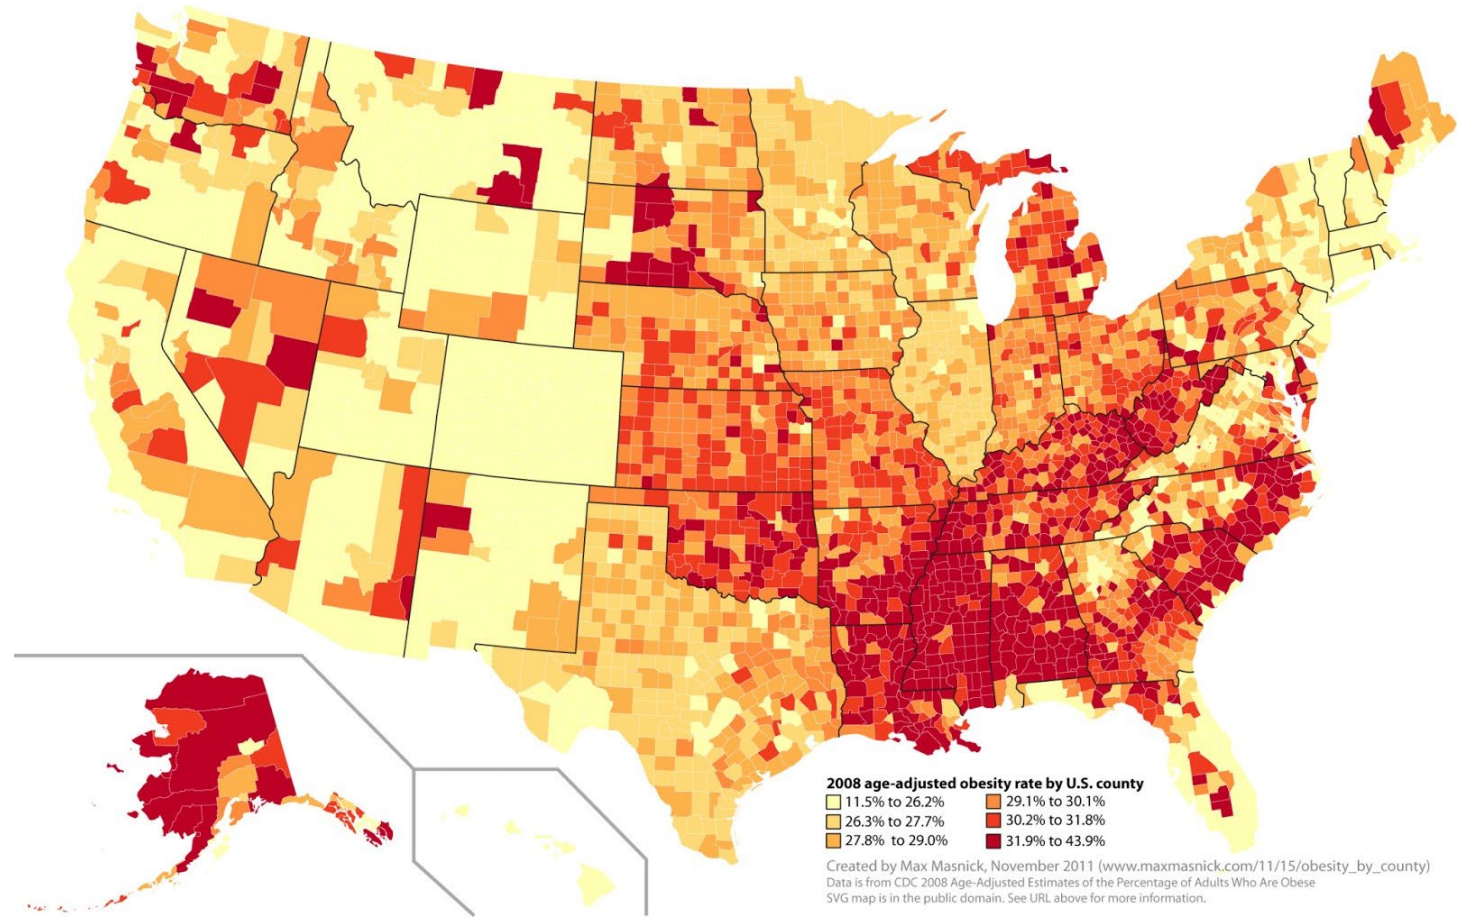 2008 age-adjusted obesity rate by U.S. county
11.5% to 26.2%
26.3% to 27.7%
27.8% to 29.0%
29.1% to 30.1%
30.2% to 31.8%
31.9% to 43.9%
Created by Max Masnick, November 2011 (www.maxmasnick.com/11/15/obesity_by_county)
Data is from CDC 2008 Age-Adjusted Estimates of the Percentage of Adults Who Are Obese
SVG map is in the public domain. See URL above for more information.